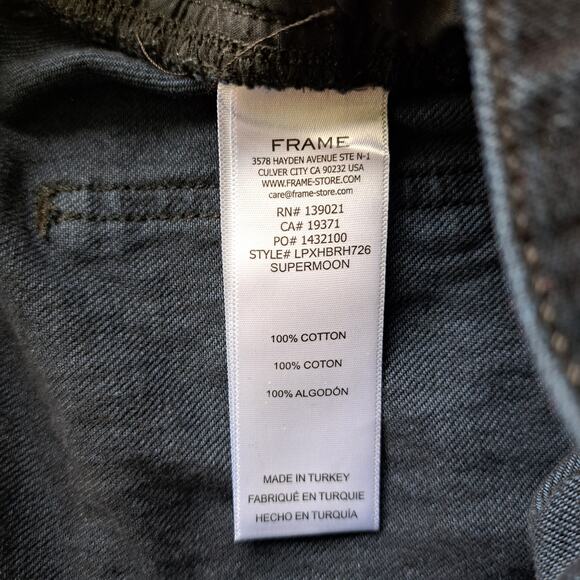 FRAME
3578 HAYDEN AVENUE STE N-1
CULVER CITY CA 90232 USA
WWW.FRAME-STORE.COM
care@frame-store.com
RN# 139021
CA# 19371
PO# 1432100
STYLE# LPXHBRH726
SUPERMOON
100% COTTON
100% COTON
100% ALGODÓN
MADE IN TURKEY
FABRIQUÉ EN TURQUIE
HECHO EN TURQUÍA